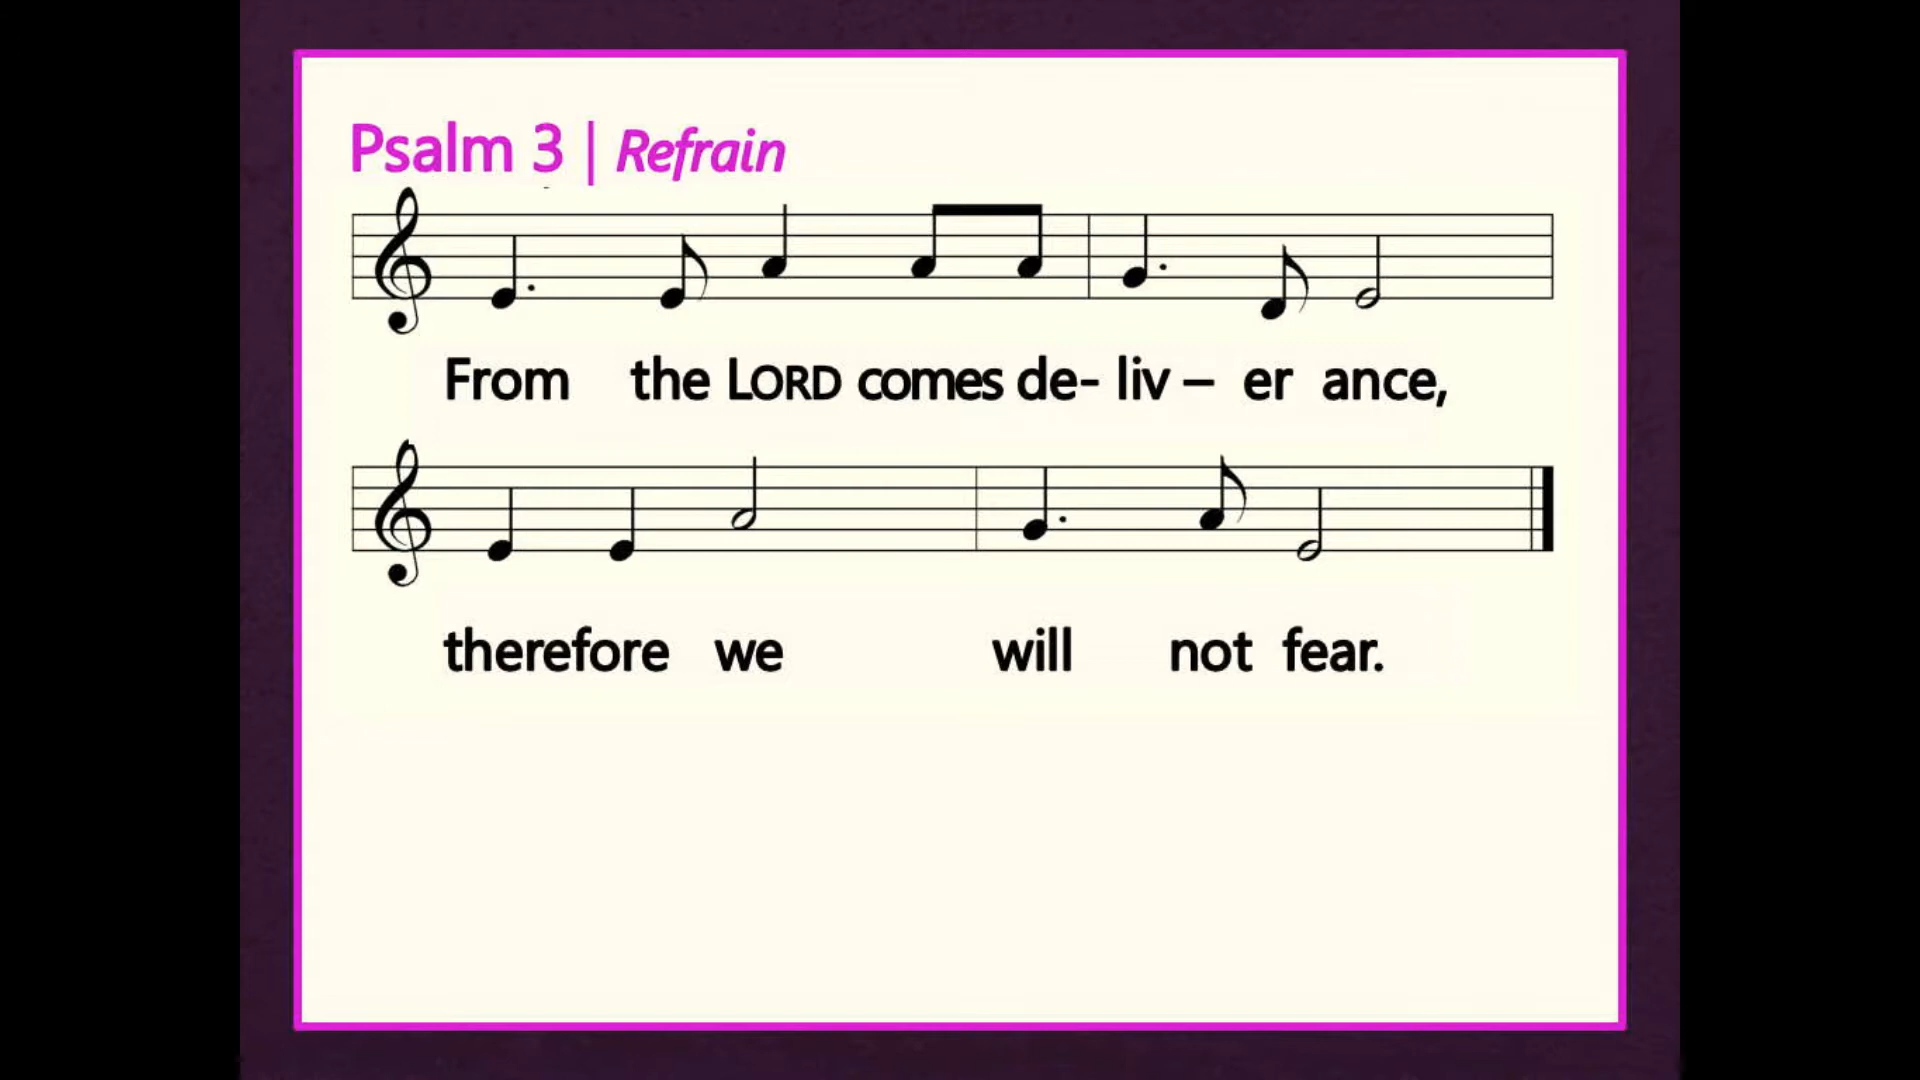 Psalm 3 | Refrain
From the LORD comes de- liv – er ance,
therefore we will not fear.